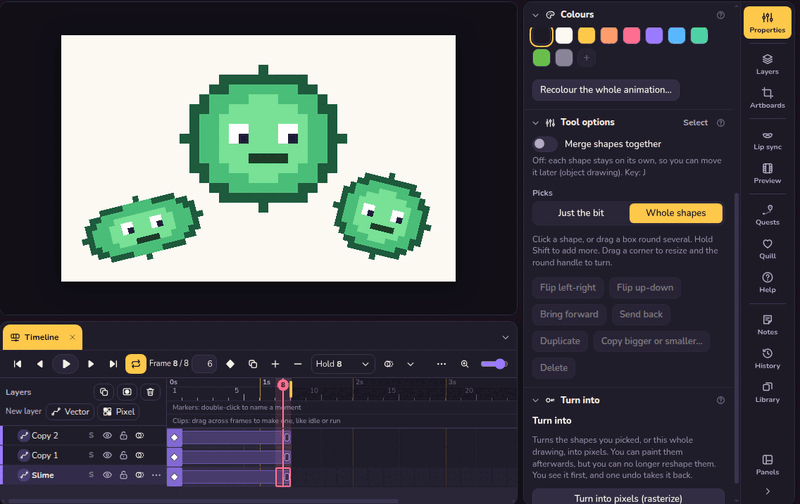 Colours
+
Recolour the whole animation...
Tool options
Select
Merge shapes together
Off: each shape stays on its own, so you can move
it later (object drawing). Key: J
Picks
Just the bit
Whole shapes
Click a shape, or drag a box round several. Hold
Shift to add more. Drag a corner to resize and the
round handle to turn.
Flip left-right
Flip up-down
Bring forward
Send back
Duplicate
Copy bigger or smaller...
Delete
Turn into
Turn into
Turns the shapes you picked, or this whole
drawing, into pixels. You can paint them
afterwards, but you can no longer reshape them.
You see it first, and one undo takes it back.
Turn into pixels (rasterize)
Properties
Layers
Artboards
Lip sync
Preview
Quests
Quill
Help
Notes
History
Library
Panels
Timeline
Frame 8 / 8
6
Hold 8
Layers
0s
1s
2s
3s
1
5
8
10
15
20
New layer
Vector
Pixel
Markers: double-click to name a moment
Clips: drag across frames to make one, like idle or run
Copy 2
S
Copy 1
S
Slime
S